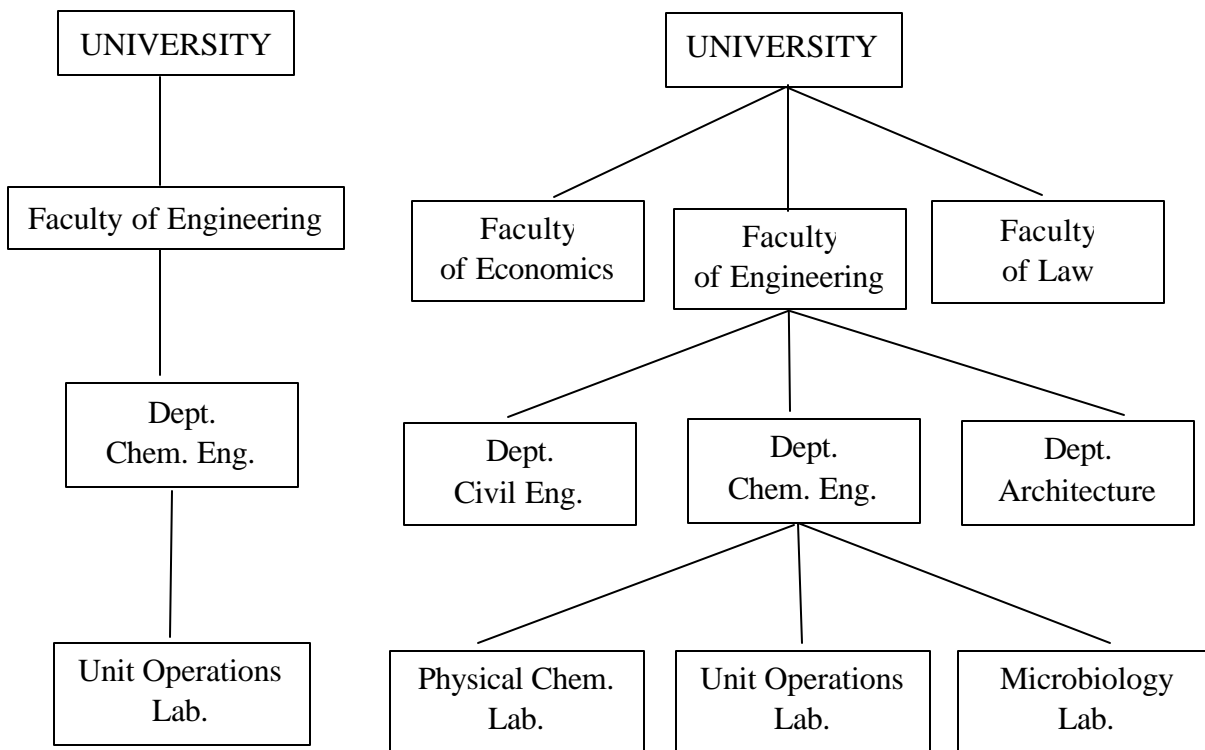 UNIVERSITY
Faculty of Engineering
Dept.
Chem. Eng.
Unit Operations
Lab.
UNIVERSITY
Faculty
of Economics
Faculty
of Engineering
Faculty
of Law
Dept.
Civil Eng.
Dept.
Chem. Eng.
Dept.
Architecture
Physical Chem.
Lab.
Unit Operations
Lab.
Microbiology
Lab.